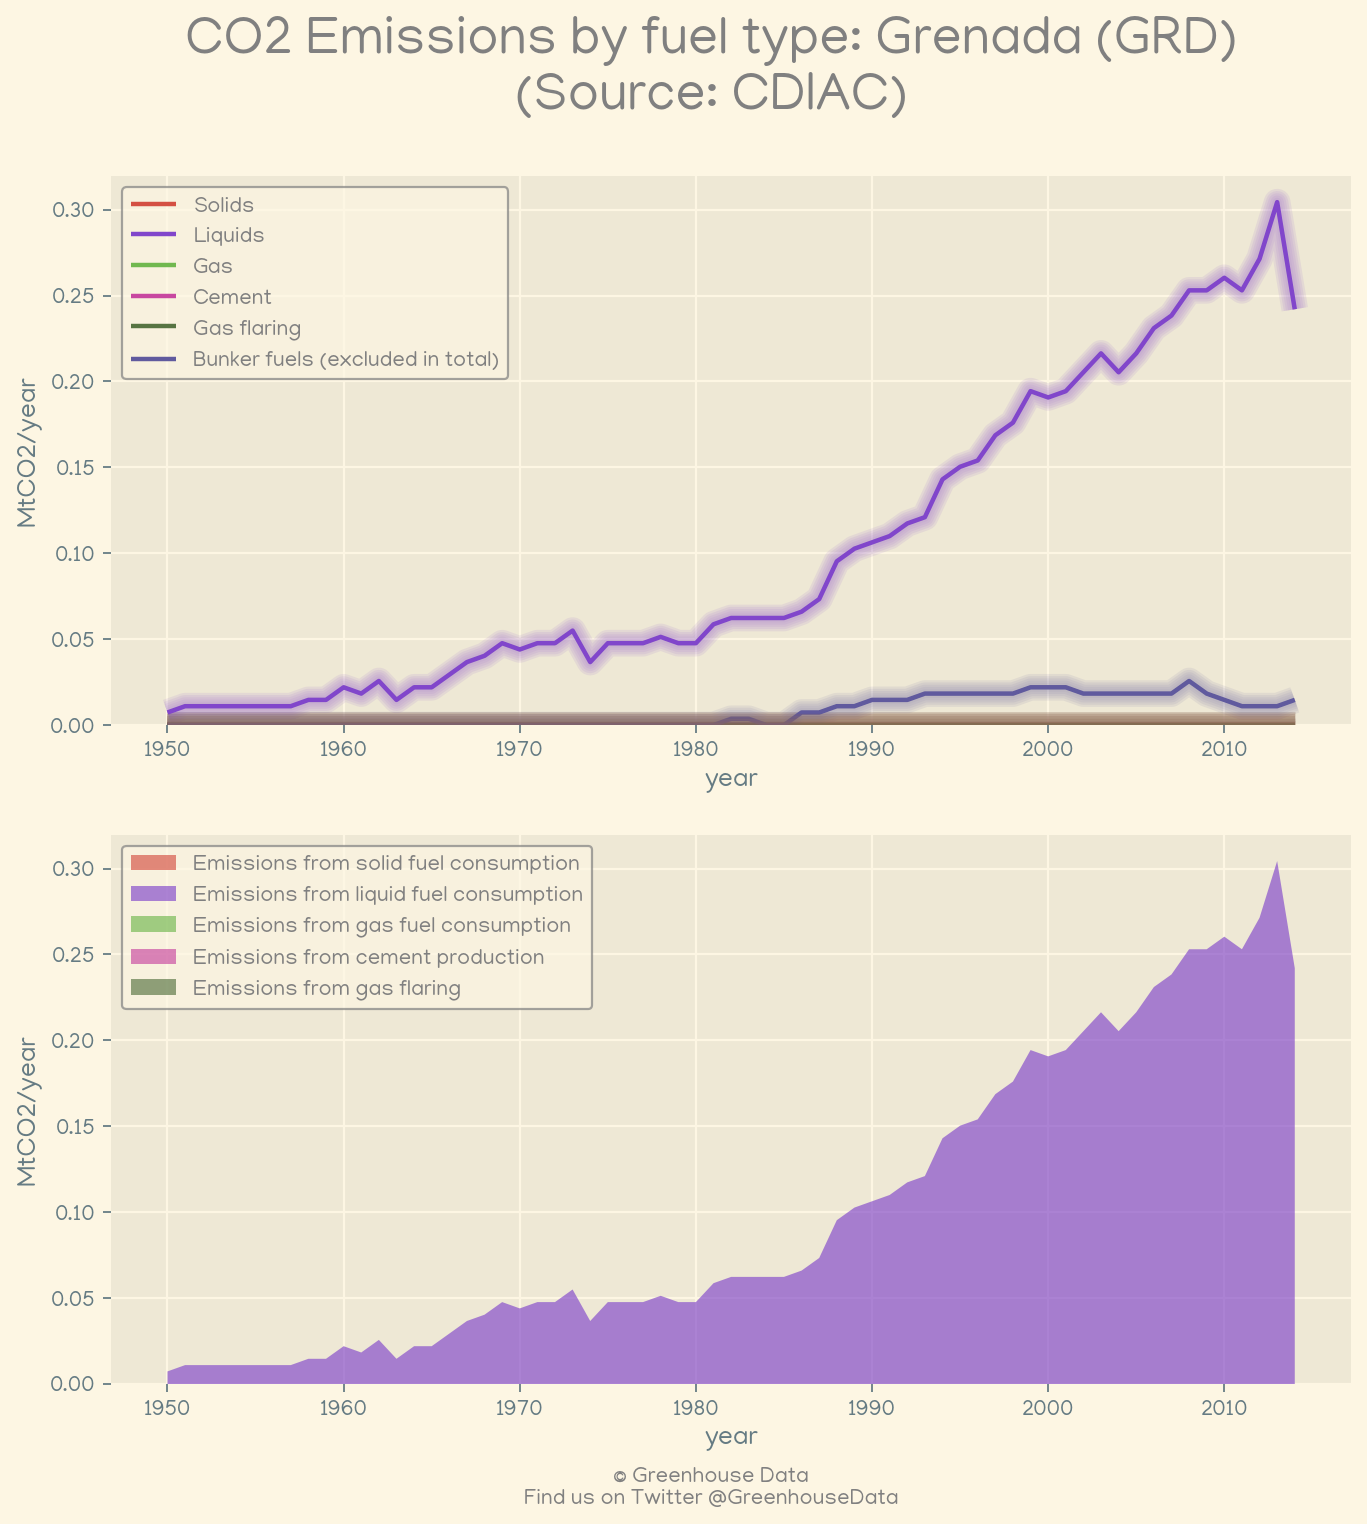 CO2 Emissions by fuel type: Grenada (GRD)
(Source: CDIAC)
Solids
Liquids
Gas
Cement
Gas flaring
Bunker fuels (excluded in total)
0.30
0.25
0.20
0.15
0.10
0.05
0.00
MtCO2/year
1950 1960 1970 1980 1990 2000 2010
year
Emissions from solid fuel consumption
Emissions from liquid fuel consumption
Emissions from gas fuel consumption
Emissions from cement production
Emissions from gas flaring
0.30
0.25
0.20
0.15
0.10
0.05
0.00
MtCO2/year
1950 1960 1970 1980 1990 2000 2010
year
© Greenhouse Data
Find us on Twitter @GreenhouseData